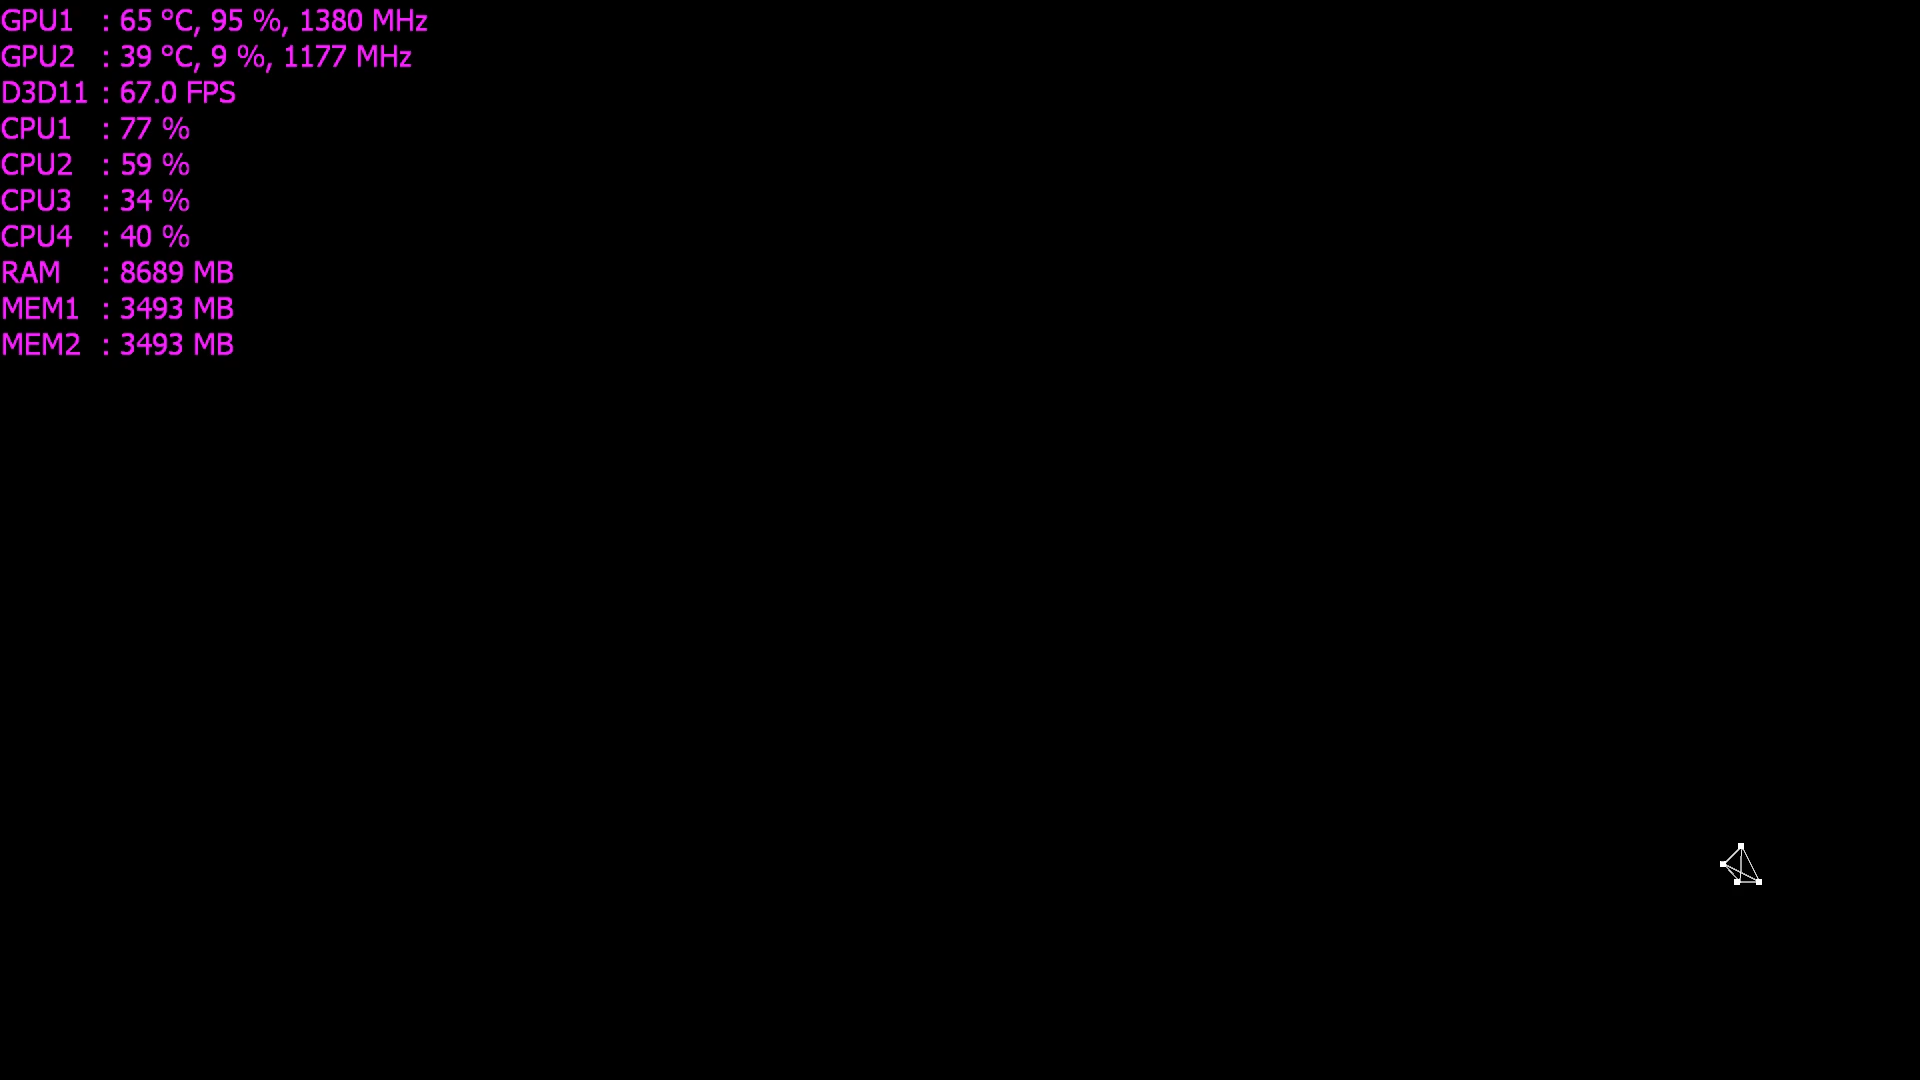 GPU1 : 65 °C, 95 %, 1380 MHz
GPU2 : 39 °C, 9 %, 1177 MHz
D3D11 : 67.0 FPS
CPU1 : 77 %
CPU2 : 59 %
CPU3 : 34 %
CPU4 : 40 %
RAM : 8689 MB
MEM1 : 3493 MB
MEM2 : 3493 MB